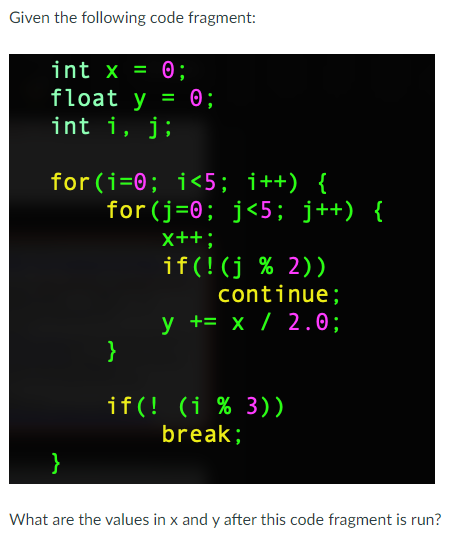 Given the following code fragment:
int x = 0;
float y = 0;
int i, j;
for(i=0; i<5; i++) {
for(j=0; j<5; j++) {
x++;
if(!(j % 2))
continue;
y += x / 2.0;
}
if(! (i % 3))
break;
}
What are the values in x and y after this code fragment is run?